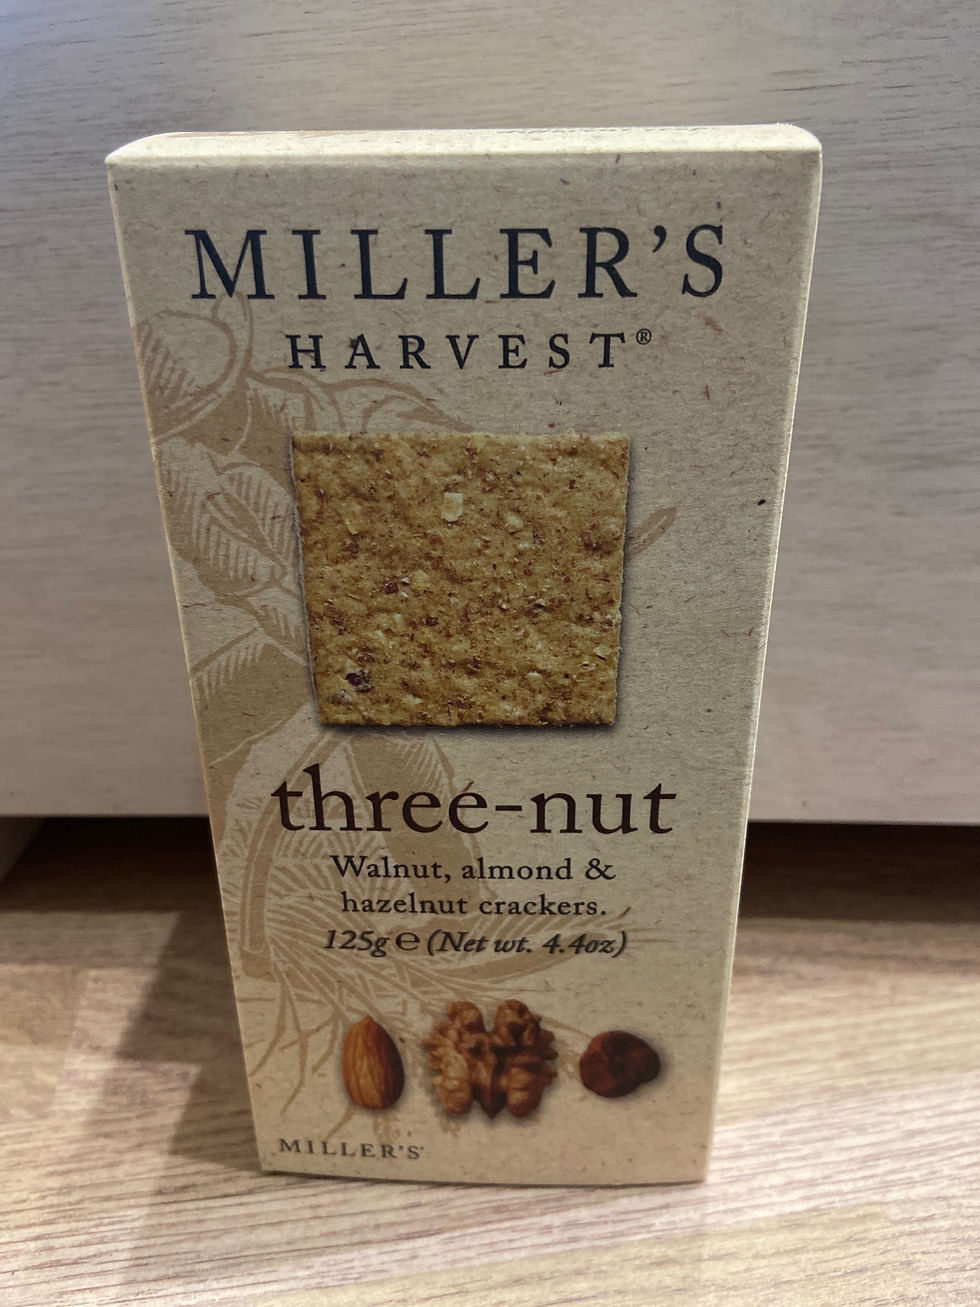 MILLER'S
HARVEST®
three-nut
Walnut, almond &
hazelnut crackers.
125g ℮ (Net wt. 4.4oz)
MILLER'S